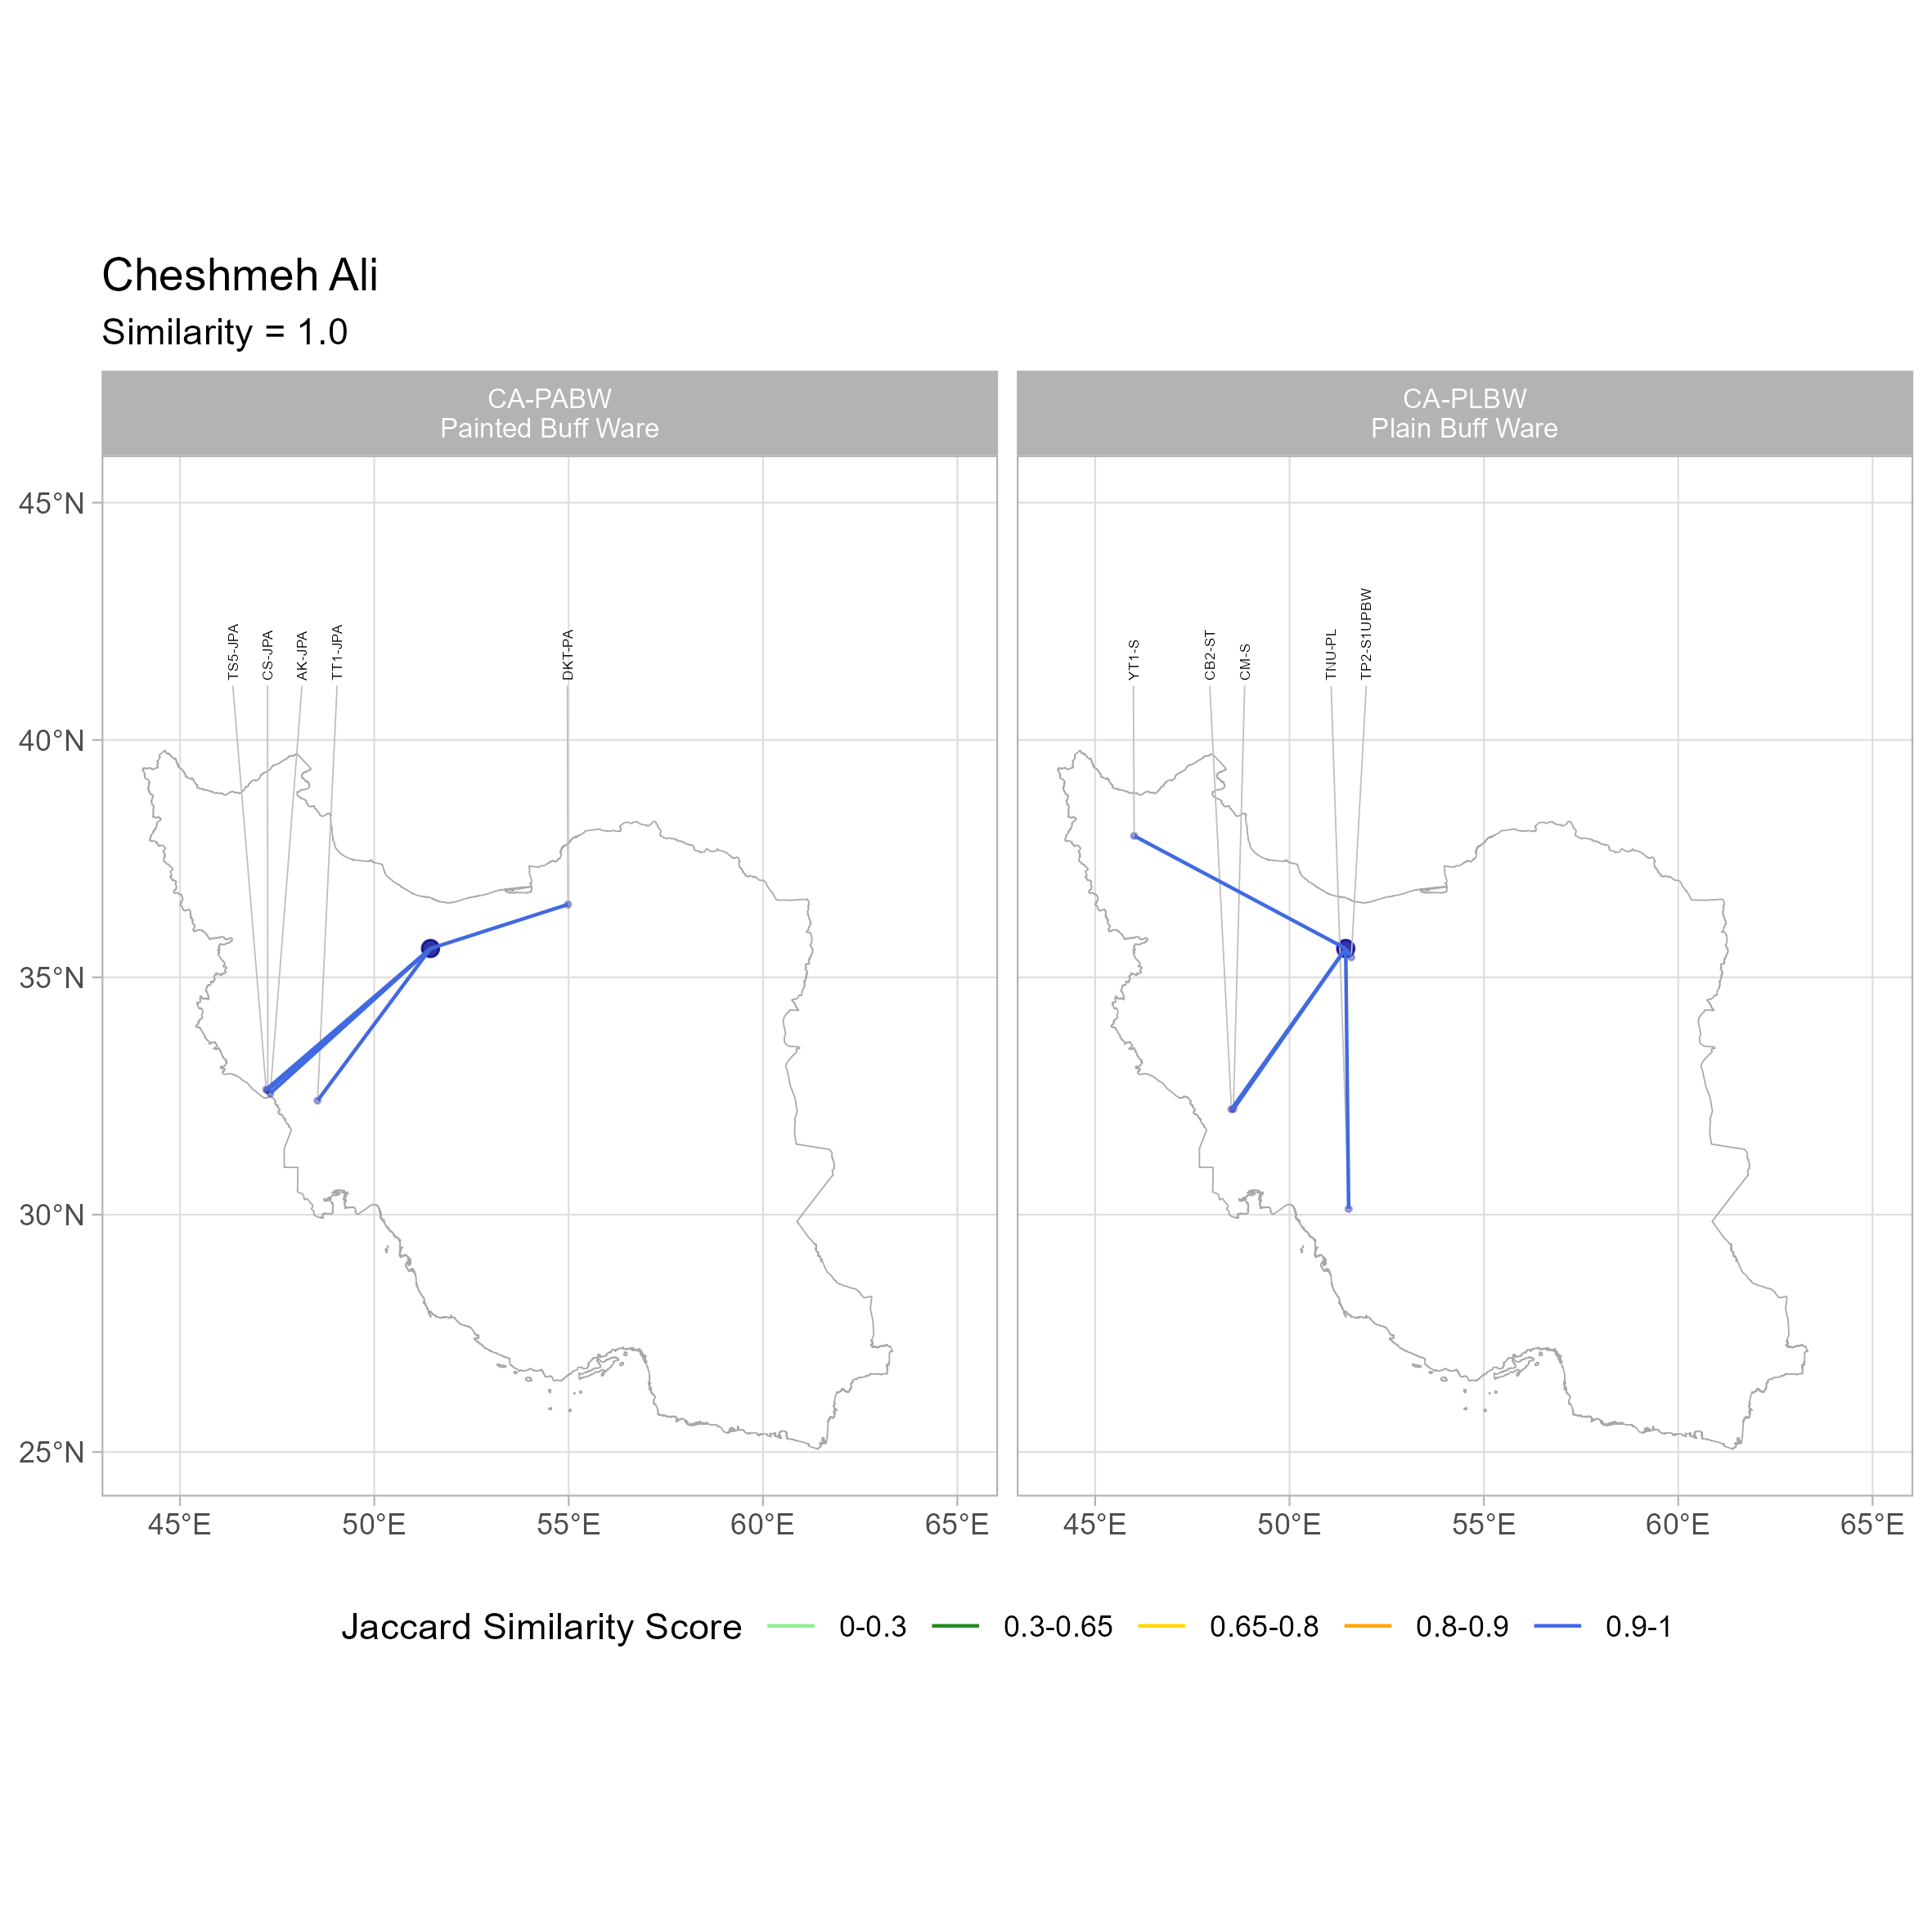 Cheshmeh Ali
Similarity = 1.0
CA-PABW
Painted Buff Ware
CA-PLBW
Plain Buff Ware
45°N
40°N
35°N
30°N
25°N
TS5-JPA
CS-JPA
AK-JPA
TT1-JPA
DKT-PA
YT1-S
CB2-ST
CM-S
TNU-PL
TP2-S1UPBW
45°E 50°E 55°E 60°E 65°E
45°E 50°E 55°E 60°E 65°E
Jaccard Similarity Score 0-0.3 0.3-0.65 0.65-0.8 0.8-0.9 0.9-1